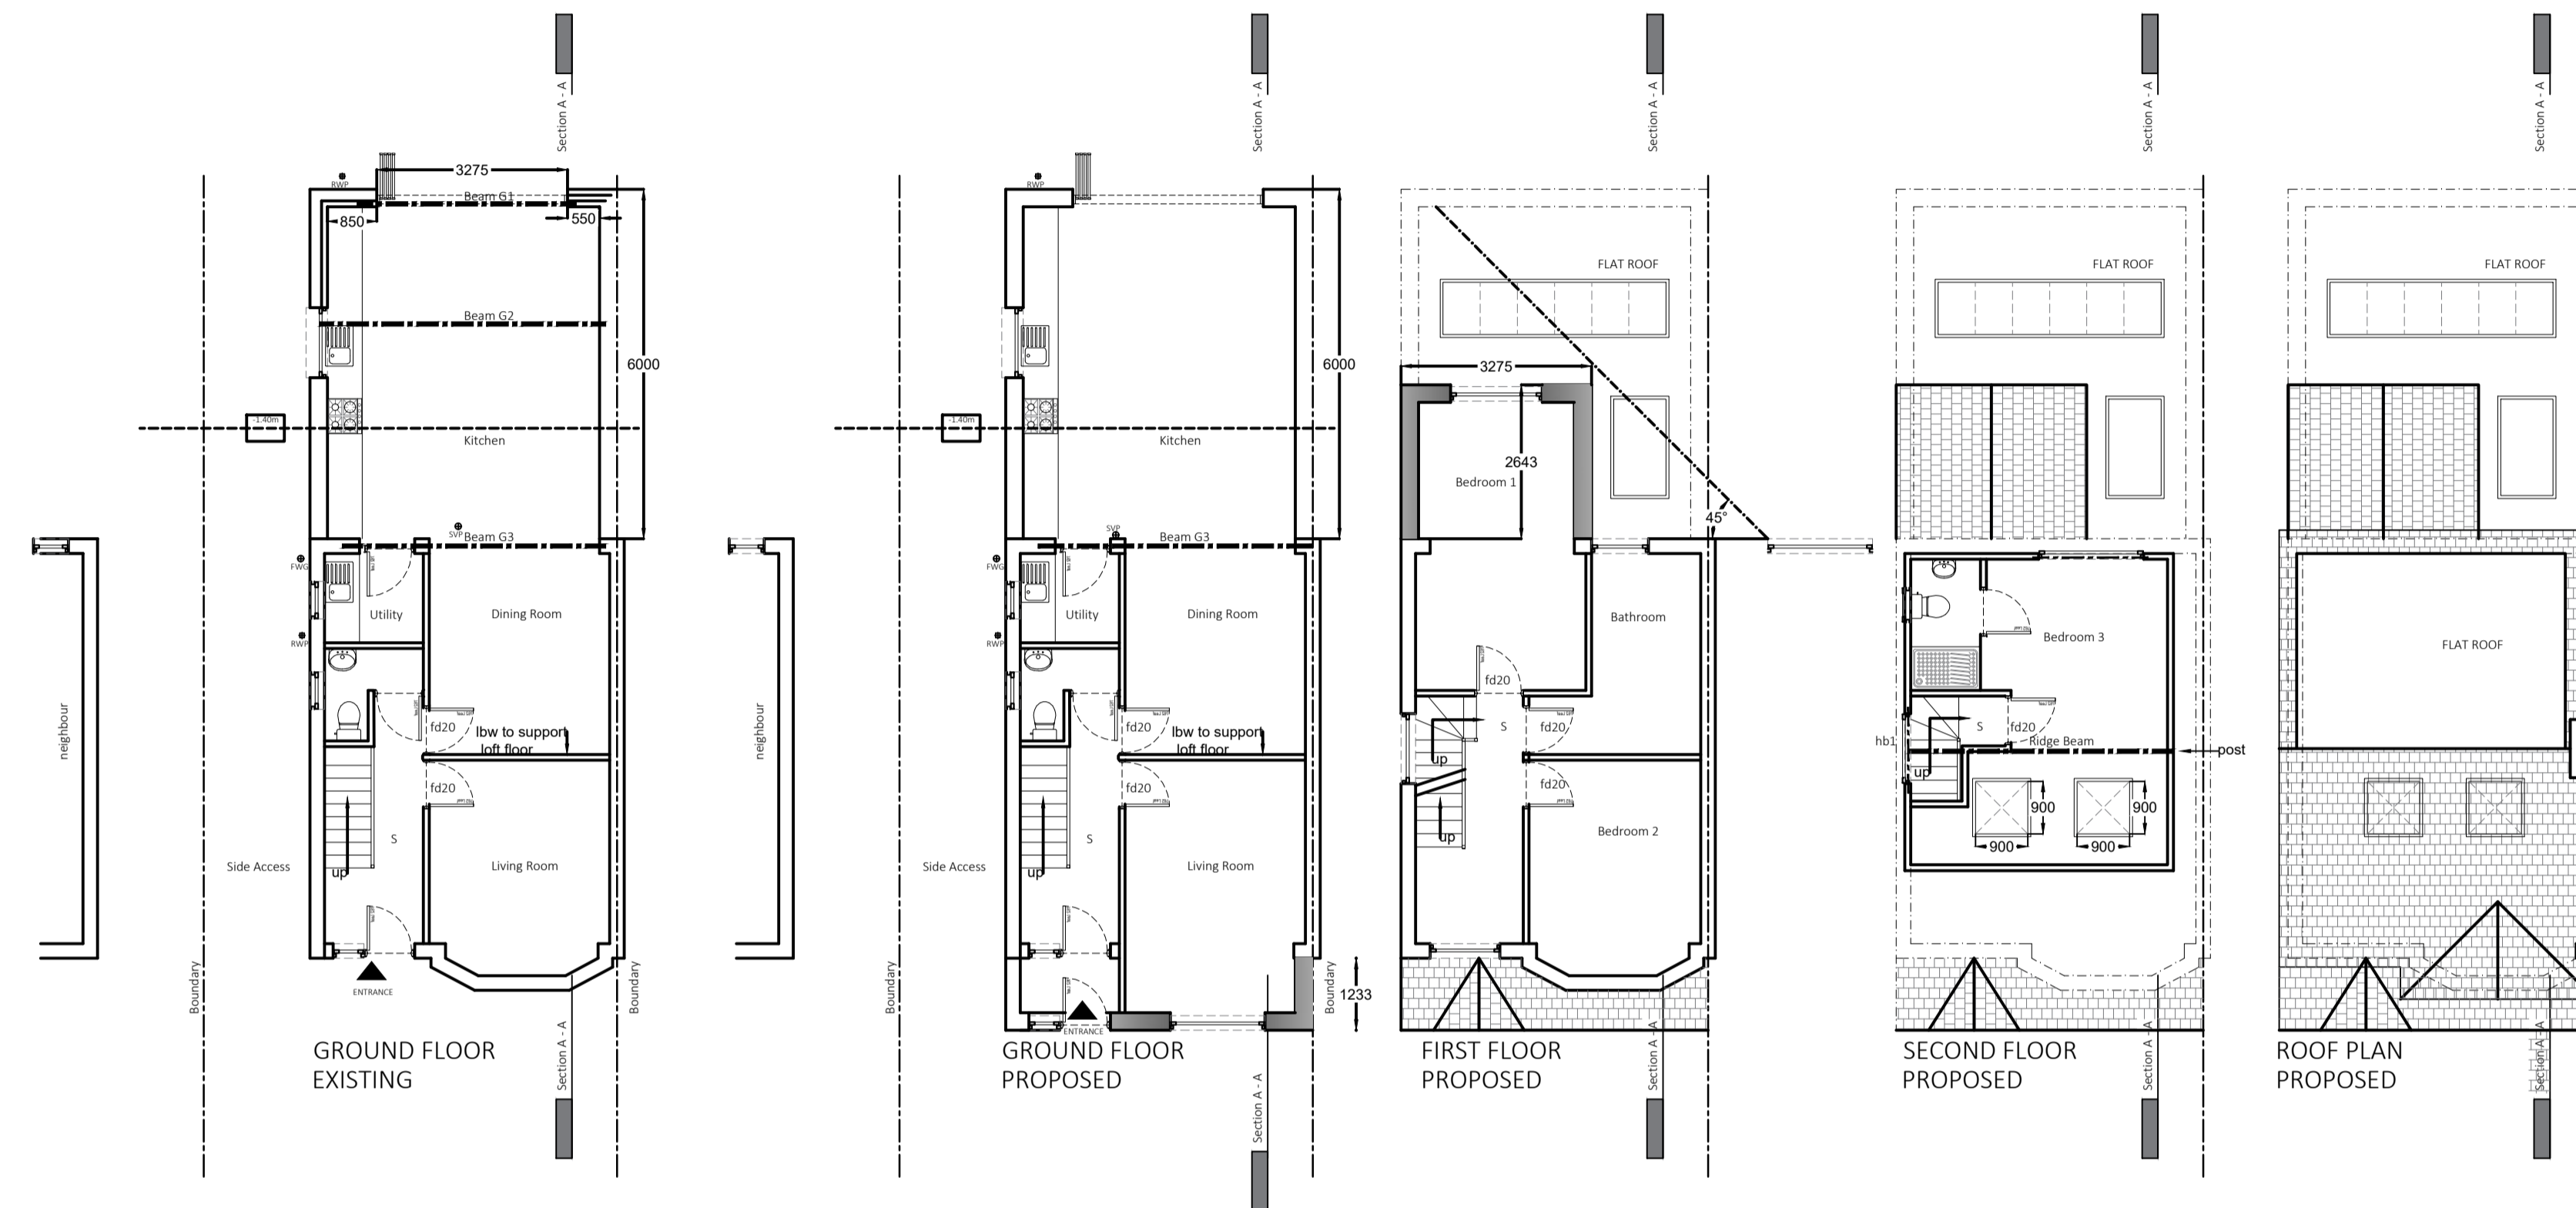 Section A - A
Section A - A
Section A - A
Section A - A
Section A - A
RWP
3275
Beam G1
850
550
Beam G2
6000
-1.40m
Kitchen
SVP
Beam G3
FWG
Utility
Dining Room
RWP
neighbour
fd20
lbw to support
loft floor
fd20
S
Side Access
Living Room
up
Boundary
ENTRANCE
Boundary
Section A - A
GROUND FLOOR
EXISTING
RWP
6000
-1.40m
Kitchen
SVP
Beam G3
FWG
Utility
Dining Room
RWP
neighbour
fd20
lbw to support
loft floor
fd20
S
Side Access
Living Room
up
Boundary
ENTRANCE
Boundary
1233
Section A - A
GROUND FLOOR
PROPOSED
FLAT ROOF
3275
2643
Bedroom 1
45°
Bathroom
fd20
S
fd20
up
fd20
up
Bedroom 2
Section A - A
FIRST FLOOR
PROPOSED
FLAT ROOF
Bedroom 3
S
fd20
hb1
Ridge Beam
post
up
900
900
900
900
Section A - A
SECOND FLOOR
PROPOSED
FLAT ROOF
FLAT ROOF
Section A - A
ROOF PLAN
PROPOSED